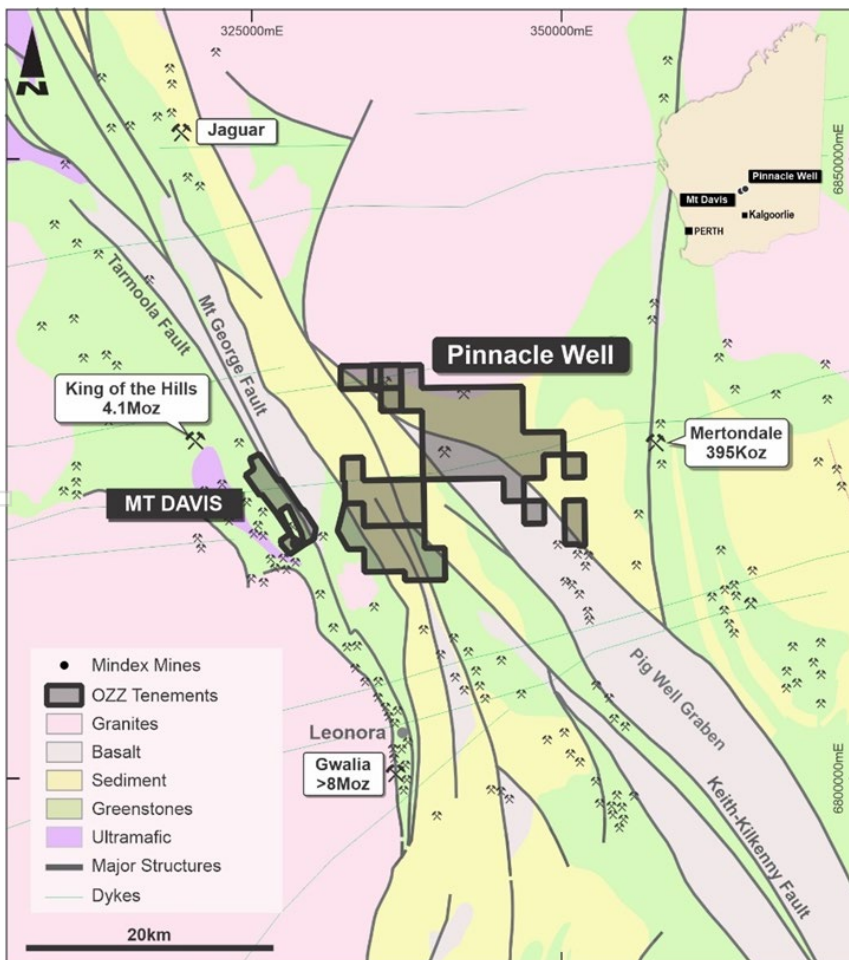 325000mE
350000mE
N
Jaguar
6850000mE
Pinnacle Well
Mt Davis
Kalgoorlie
PERTH
Tarmoola Fault
Mt George Fault
Pinnacle Well
King of the Hills
4.1Moz
Mertondale
395Koz
MT DAVIS
Mindex Mines
OZZ Tenements
Granites
Basalt
Sediment
Greenstones
Ultramafic
Major Structures
Dykes
20km
Leonora
Gwalia
>8Moz
Pig Well Graben
Keith-Kilkenny Fault
6800000mE